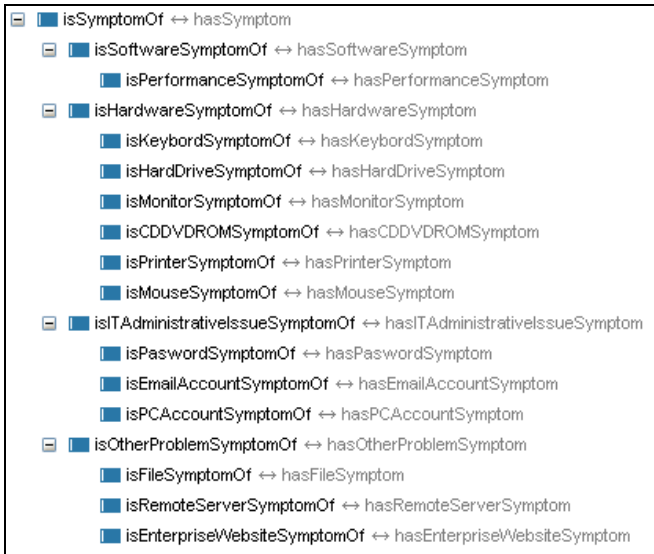 isSymptomOf ↔ hasSymptom
isSoftwareSymptomOf ↔ hasSoftwareSymptom
isPerformanceSymptomOf ↔ hasPerformanceSymptom
isHardwareSymptomOf ↔ hasHardwareSymptom
isKeybordSymptomOf ↔ hasKeybordSymptom
isHardDriveSymptomOf ↔ hasHardDriveSymptom
isMonitorSymptomOf ↔ hasMonitorSymptom
isCDDVDROMSymptomOf ↔ hasCDDVDROMSymptom
isPrinterSymptomOf ↔ hasPrinterSymptom
isMouseSymptomOf ↔ hasMouseSymptom
isITAdministrativeIssueSymptomOf ↔ hasITAdministrativeIssueSymptom
isPaswordSymptomOf ↔ hasPaswordSymptom
isEmailAccountSymptomOf ↔ hasEmailAccountSymptom
isPCAccountSymptomOf ↔ hasPCAccountSymptom
isOtherProblemSymptomOf ↔ hasOtherProblemSymptom
isFileSymptomOf ↔ hasFileSymptom
isRemoteServerSymptomOf ↔ hasRemoteServerSymptom
isEnterpriseWebsiteSymptomOf ↔ hasEnterpriseWebsiteSymptom